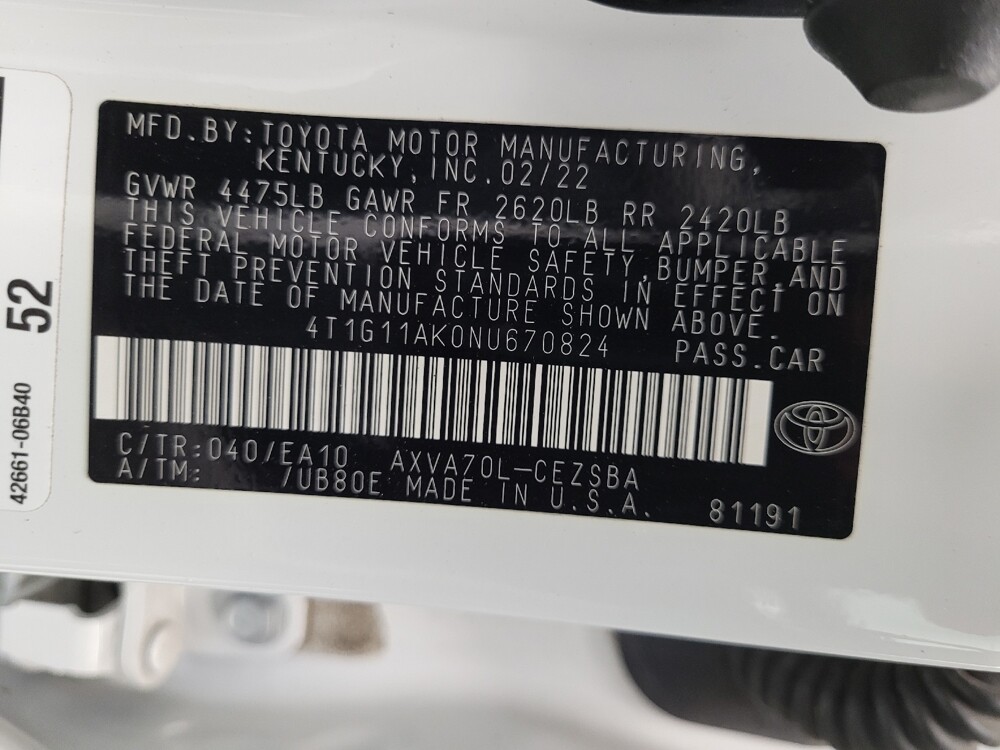 MFD.BY:TOYOTA MOTOR MANUFACTURING,
KENTUCKY,INC.02/22
GVWR 4475LB GAWR FR 2620LB RR 2420LB
THIS VEHICLE CONFORMS TO ALL APPLICABLE
FEDERAL MOTOR VEHICLE SAFETY,BUMPER,AND
THEFT PREVENTION STANDARDS IN EFFECT ON
THE DATE OF MANUFACTURE SHOWN ABOVE.
4T1G11AK0NU670824 PASS.CAR
C/TR:040/EA10 AXVA70L-CEZSBA
A/TM: /UB80E MADE IN U.S.A. 81191
52
42661-06B40